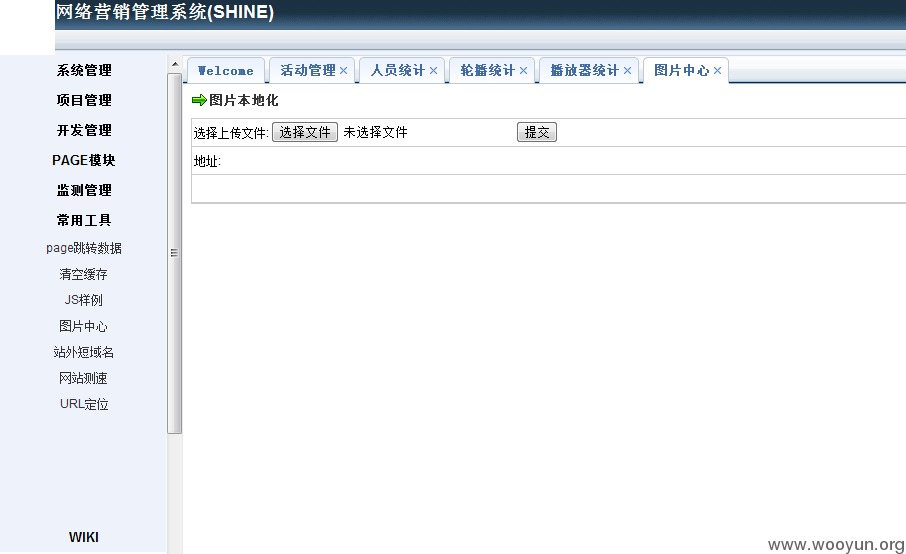 网络营销管理系统(SHINE)
系统管理
项目管理
开发管理
PAGE模块
监测管理
常用工具
page跳转数据
清空缓存
JS样例
图片中心
站外短域名
网站测速
URL定位
WIKI
Welcome 活动管理× 人员统计× 轮播统计× 播放器统计× 图片中心×
图片本地化
选择上传文件: 选择文件 未选择文件 提交
地址:
www.wooyun.org